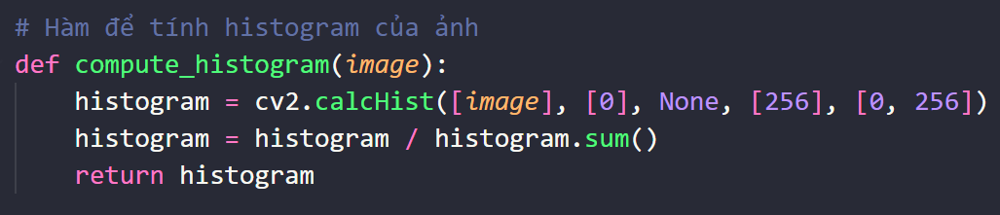 # Hàm để tính histogram của ảnh
def compute_histogram(image):
    histogram = cv2.calcHist([image], [0], None, [256], [0, 256])
    histogram = histogram / histogram.sum()
    return histogram